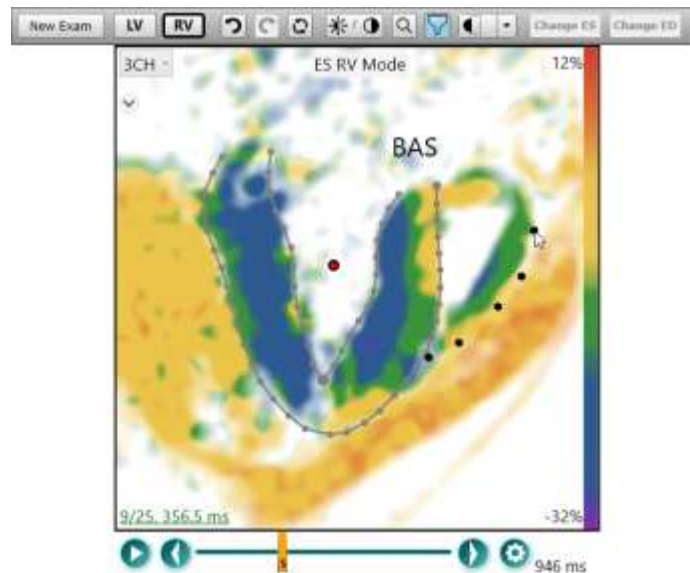 New Exam LV RV Change ES Change ED
3CH ES RV Mode 12%
BAS
9/25, 356.5 ms -32%
s
946 ms